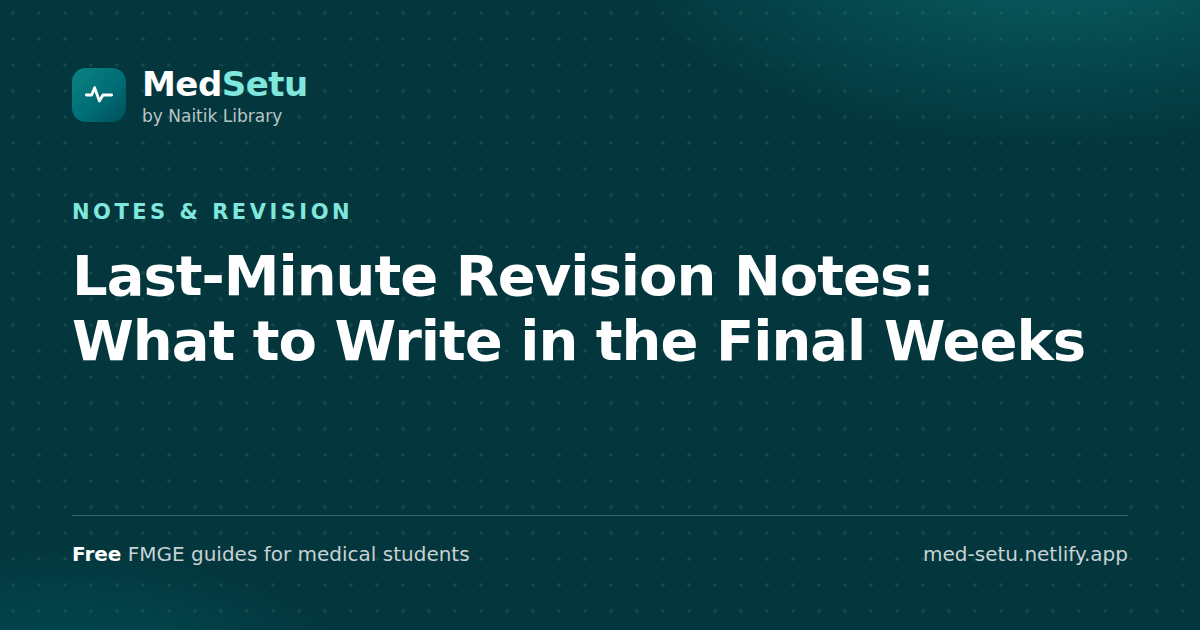 MedSetu
by Naitik Library
NOTES & REVISION
Last-Minute Revision Notes:
What to Write in the Final Weeks
Free FMGE guides for medical students
med-setu.netlify.app